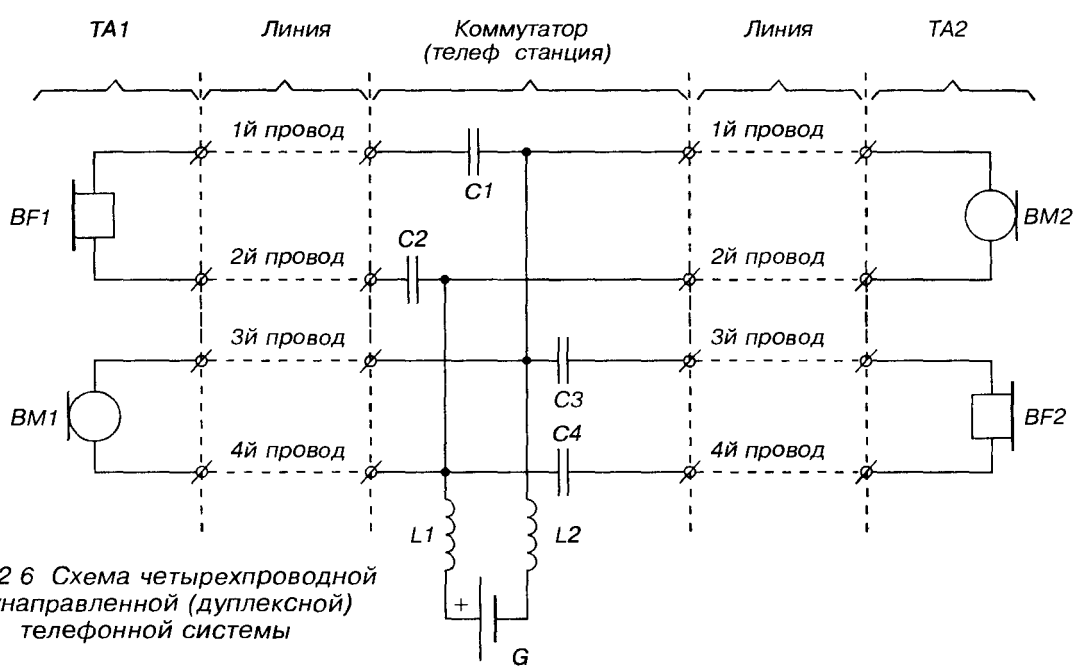 ТА1
Линия
Коммутатор
(телеф станция)
Линия
ТА2
1й провод
1й провод
C1
BF1
BM2
C2
2й провод
2й провод
3й провод
3й провод
C3
BM1
BF2
C4
4й провод
4й провод
L1
L2
2 6 Схема четырехпроводной
унаправленной (дуплексной)
телефонной системы
+
G